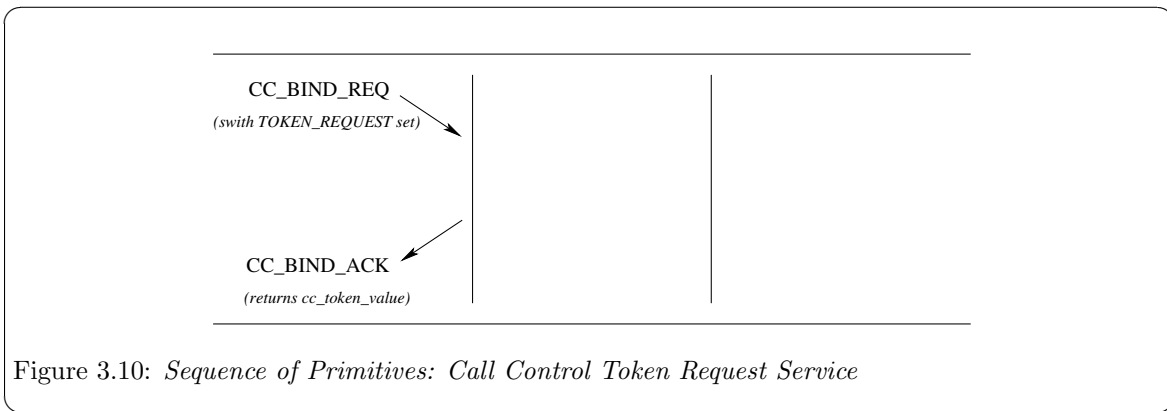 CC_BIND_REQ
(swith TOKEN_REQUEST set)
CC_BIND_ACK
(returns cc_token_value)
Figure 3.10: Sequence of Primitives: Call Control Token Request Service